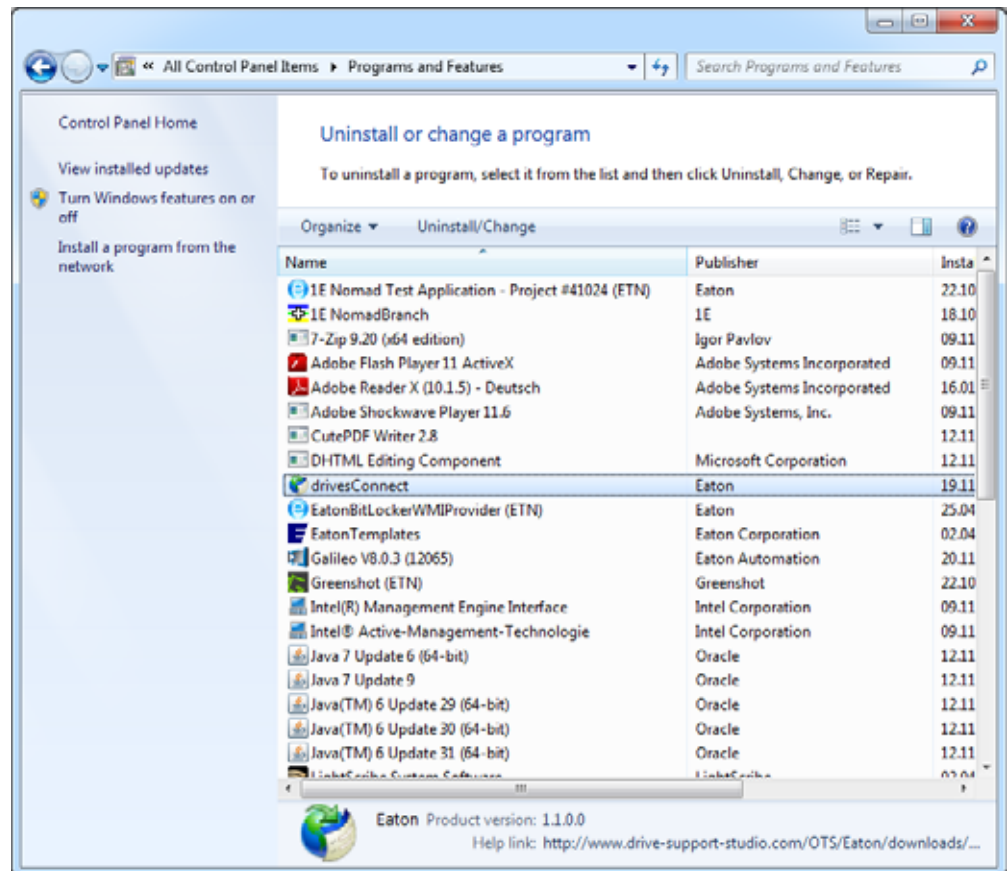 « All Control Panel Items ▸ Programs and Features
Search Programs and Features
Control Panel Home
View installed updates
Turn Windows features on or
off
Install a program from the
network
Uninstall or change a program
To uninstall a program, select it from the list and then click Uninstall, Change, or Repair.
Organize Uninstall/Change
Name Publisher Insta
1E Nomad Test Application - Project #41024 (ETN) Eaton 22.10
1E NomadBranch 1E 18.10
7-Zip 9.20 (x64 edition) Igor Pavlov 09.11
Adobe Flash Player 11 ActiveX Adobe Systems Incorporated 09.11
Adobe Reader X (10.1.5) - Deutsch Adobe Systems Incorporated 16.01
Adobe Shockwave Player 11.6 Adobe Systems, Inc. 09.11
CutePDF Writer 2.8 12.11
DHTML Editing Component Microsoft Corporation 12.11
drivesConnect Eaton 19.11
EatonBitLockerWMIProvider (ETN) Eaton 25.04
EatonTemplates Eaton Corporation 02.04
Galileo V8.0.3 (12065) Eaton Automation 20.11
Greenshot (ETN) Greenshot 22.10
Intel(R) Management Engine Interface Intel Corporation 09.11
Intel® Active-Management-Technologie Intel Corporation 09.11
Java 7 Update 6 (64-bit) Oracle 12.11
Java 7 Update 9 Oracle 12.11
Java(TM) 6 Update 29 (64-bit) Oracle 12.11
Java(TM) 6 Update 30 (64-bit) Oracle 12.11
Java(TM) 6 Update 31 (64-bit) Oracle 12.11
LightScribe System Software LightScribe 02.04
Eaton Product version: 1.1.0.0
Help link: http://www.drive-support-studio.com/OTS/Eaton/downloads/...